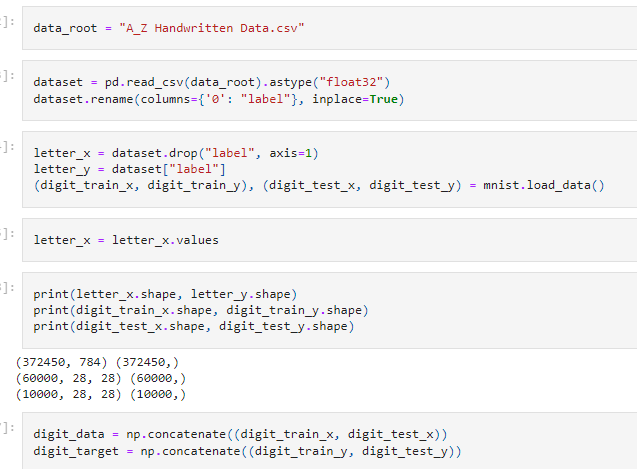 ]:
data_root = "A_Z Handwritten Data.csv"
]:
dataset = pd.read_csv(data_root).astype("float32")
dataset.rename(columns={'0': "label"}, inplace=True)
]:
letter_x = dataset.drop("label", axis=1)
letter_y = dataset["label"]
(digit_train_x, digit_train_y), (digit_test_x, digit_test_y) = mnist.load_data()
]:
letter_x = letter_x.values
]:
print(letter_x.shape, letter_y.shape)
print(digit_train_x.shape, digit_train_y.shape)
print(digit_test_x.shape, digit_test_y.shape)
(372450, 784) (372450,)
(60000, 28, 28) (60000,)
(10000, 28, 28) (10000,)
]:
digit_data = np.concatenate((digit_train_x, digit_test_x))
digit_target = np.concatenate((digit_train_y, digit_test_y))